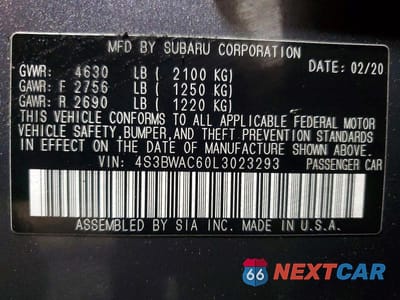 MFD BY SUBARU CORPORATION
GVWR: 4630 LB ( 2100 KG) DATE: 02/20
GAWR: F 2756 LB ( 1250 KG)
GAWR: R 2690 LB ( 1220 KG)
THIS VEHICLE CONFORMS TO ALL APPLICABLE FEDERAL MOTOR
VEHICLE SAFETY, BUMPER, AND THEFT PREVENTION STANDARDS
IN EFFECT ON THE DATE OF MANUFACTURE SHOWN ABOVE.
VIN: 4S3BWAC60L3023293 PASSENGER CAR
ASSEMBLED BY SIA INC. MADE IN U.S.A.
66 NEXTCAR